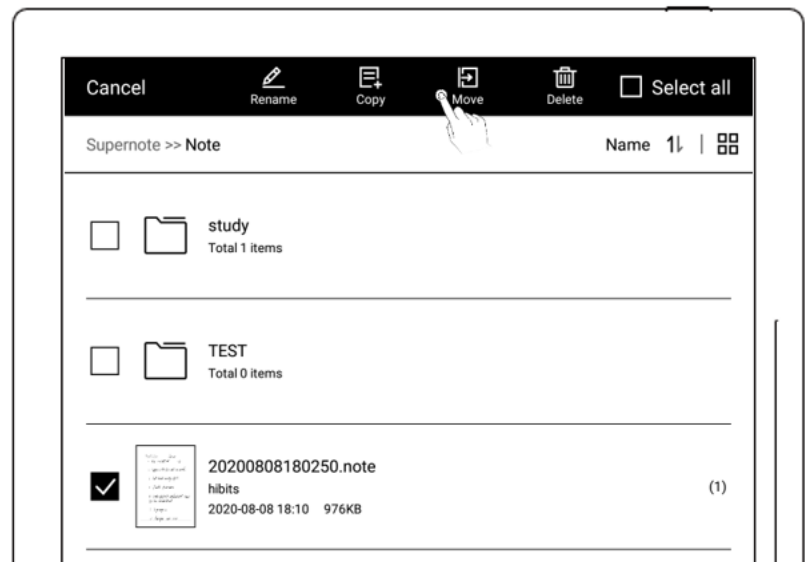 Cancel Rename Copy Move Delete Select all
Supernote >> Note Name
study
Total 1 items
TEST
Total 0 items
20200808180250.note
hibits (1)
2020-08-08 18:10 976KB